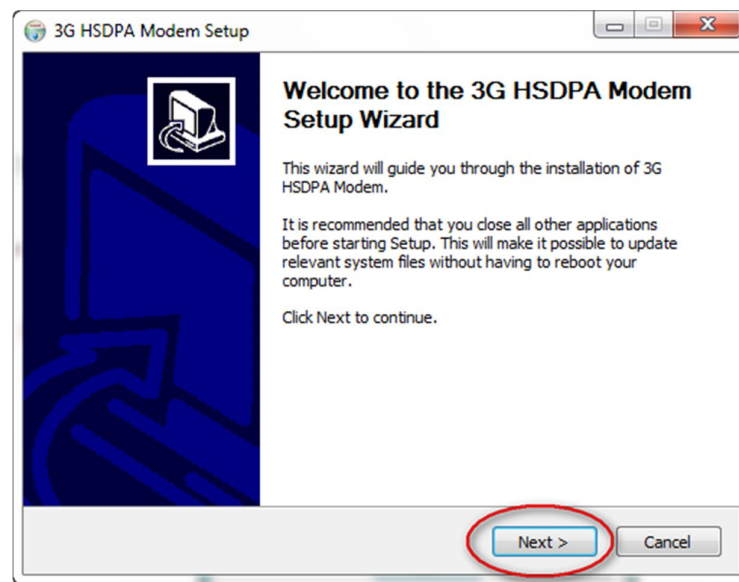 3G HSDPA Modem Setup
Welcome to the 3G HSDPA Modem
Setup Wizard
This wizard will guide you through the installation of 3G
HSDPA Modem.
It is recommended that you close all other applications
before starting Setup. This will make it possible to update
relevant system files without having to reboot your
computer.
Click Next to continue.
Next >
Cancel